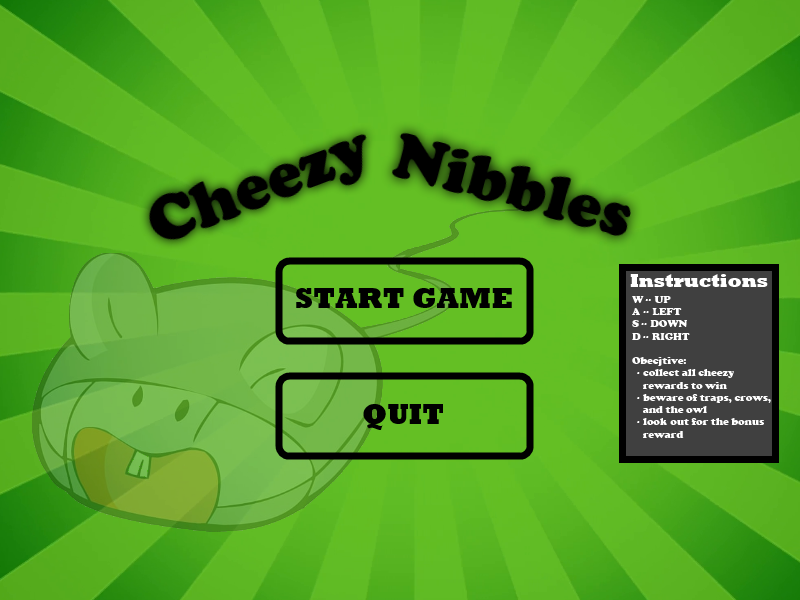 Cheezy Nibbles
START GAME
QUIT
Instructions
W -- UP
A -- LEFT
S -- DOWN
D -- RIGHT
Obecjtive:
· collect all cheezy
rewards to win
· beware of traps, crows,
and the owl
· look out for the bonus
reward